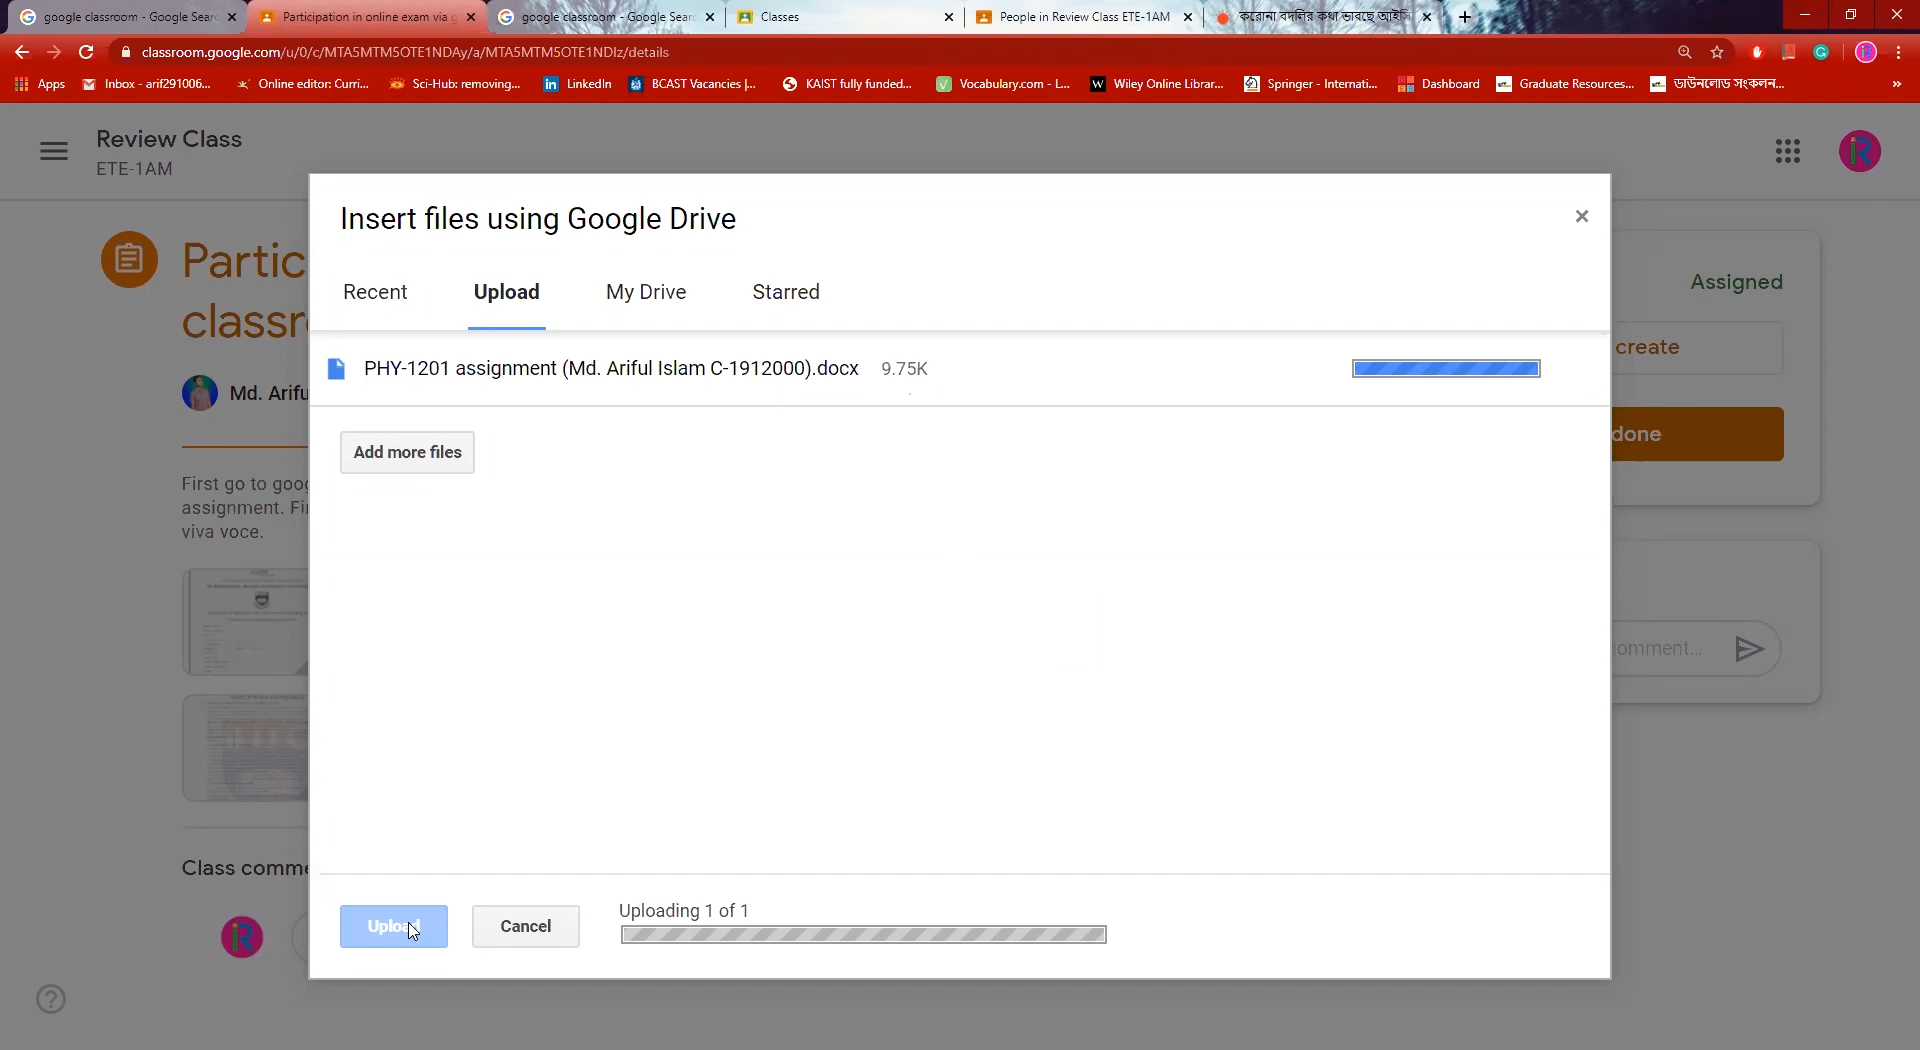 google classroom - Google Sear
Participation in online exam via g
google classroom - Google Sear
Classes
People in Review Class ETE-1AM
করোনা বদলির কথা ভাবছে আইসি
classroom.google.com/u/0/c/MTA5MTM5OTE1NDAy/a/MTA5MTM5OTE1NDIz/details
Apps
Inbox - arif291006...
Online editor: Curri...
Sci-Hub: removing...
LinkedIn
BCAST Vacancies |...
KAIST fully funded...
Vocabulary.com - L...
Wiley Online Librar...
Springer - Internati...
Dashboard
Graduate Resources...
ডাউনলোড সংকলন...
»
Review Class
ETE-1AM
Insert files using Google Drive
Partic
Assigned
Recent
Upload
My Drive
Starred
classr
create
PHY-1201 assignment (Md. Ariful Islam C-1912000).docx 9.75K
Md. Arifu
done
Add more files
First go to goog
assignment. Fi
viva voce.
omment...
Class comme
Uploading 1 of 1
Upload
Cancel